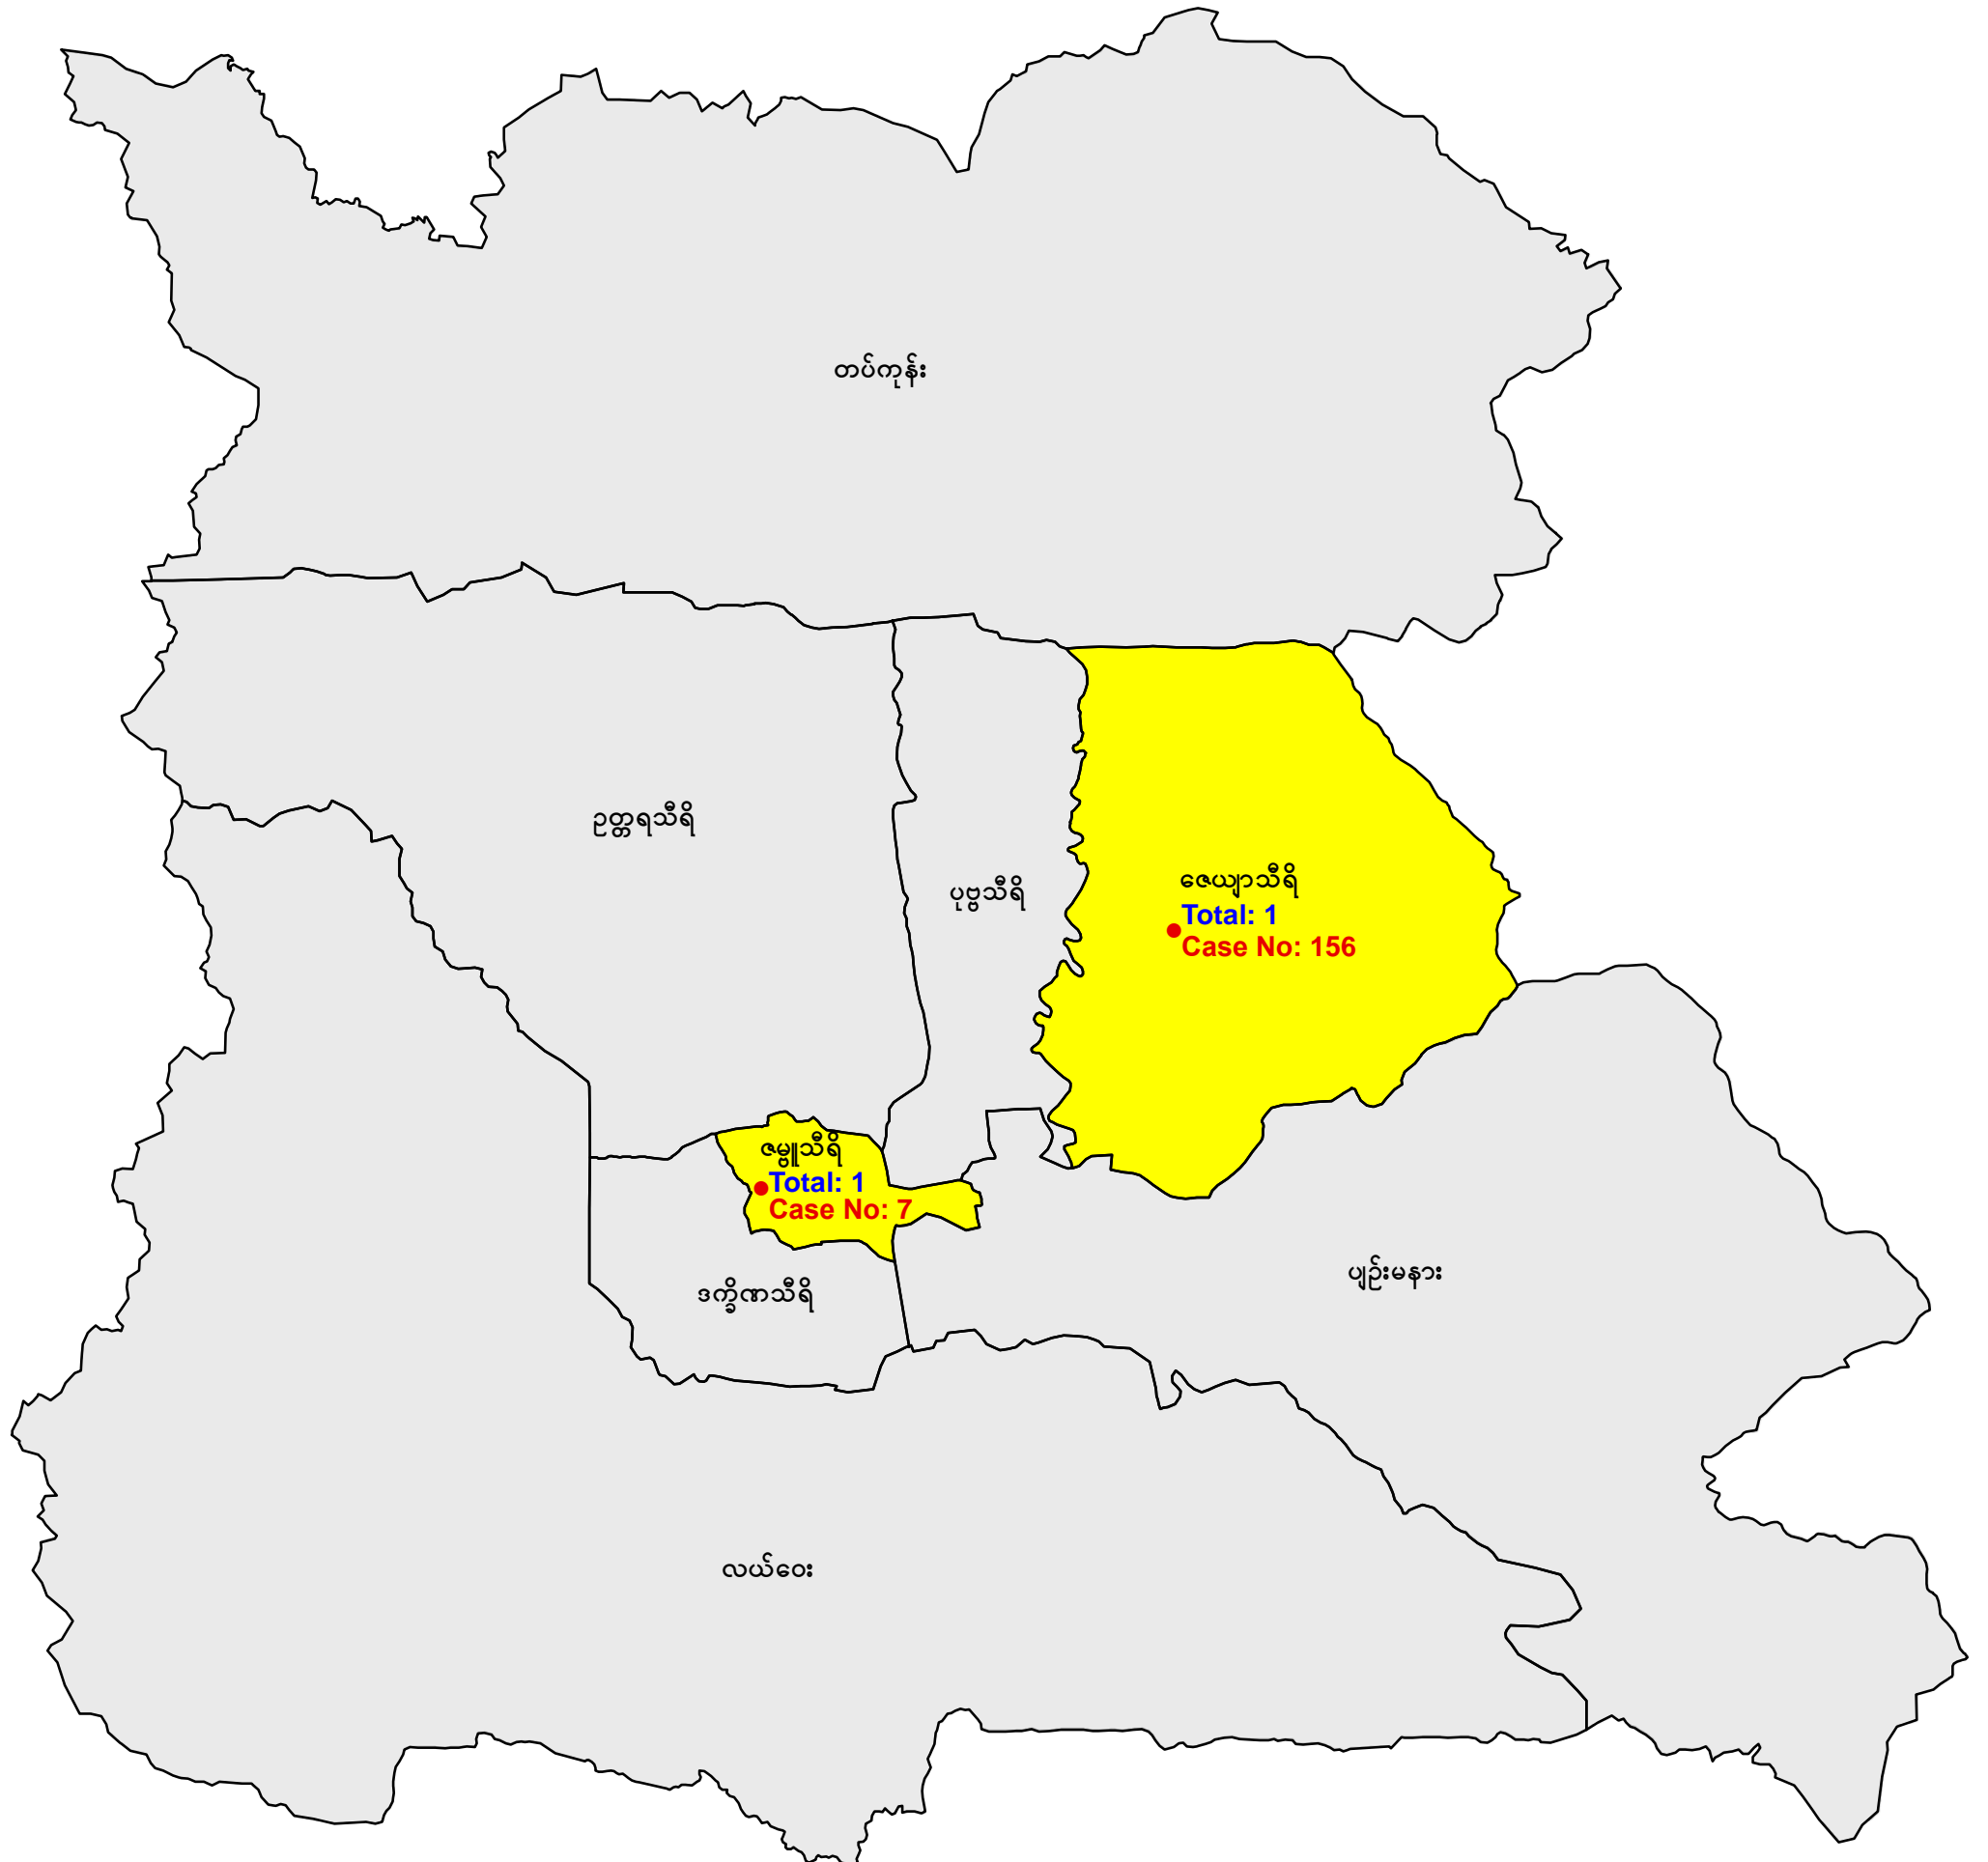 တပ်ကုန်း
ဥတ္တရသီရိ
ပုဗ္ဗသီရိ
ဇေယျာသီရိ
Total: 1
Case No: 156
ဇမ္ဗူသီရိ
Total: 1
Case No: 7
ဒက္ခိဏသီရိ
ပျဉ်းမနား
လယ်ဝေး